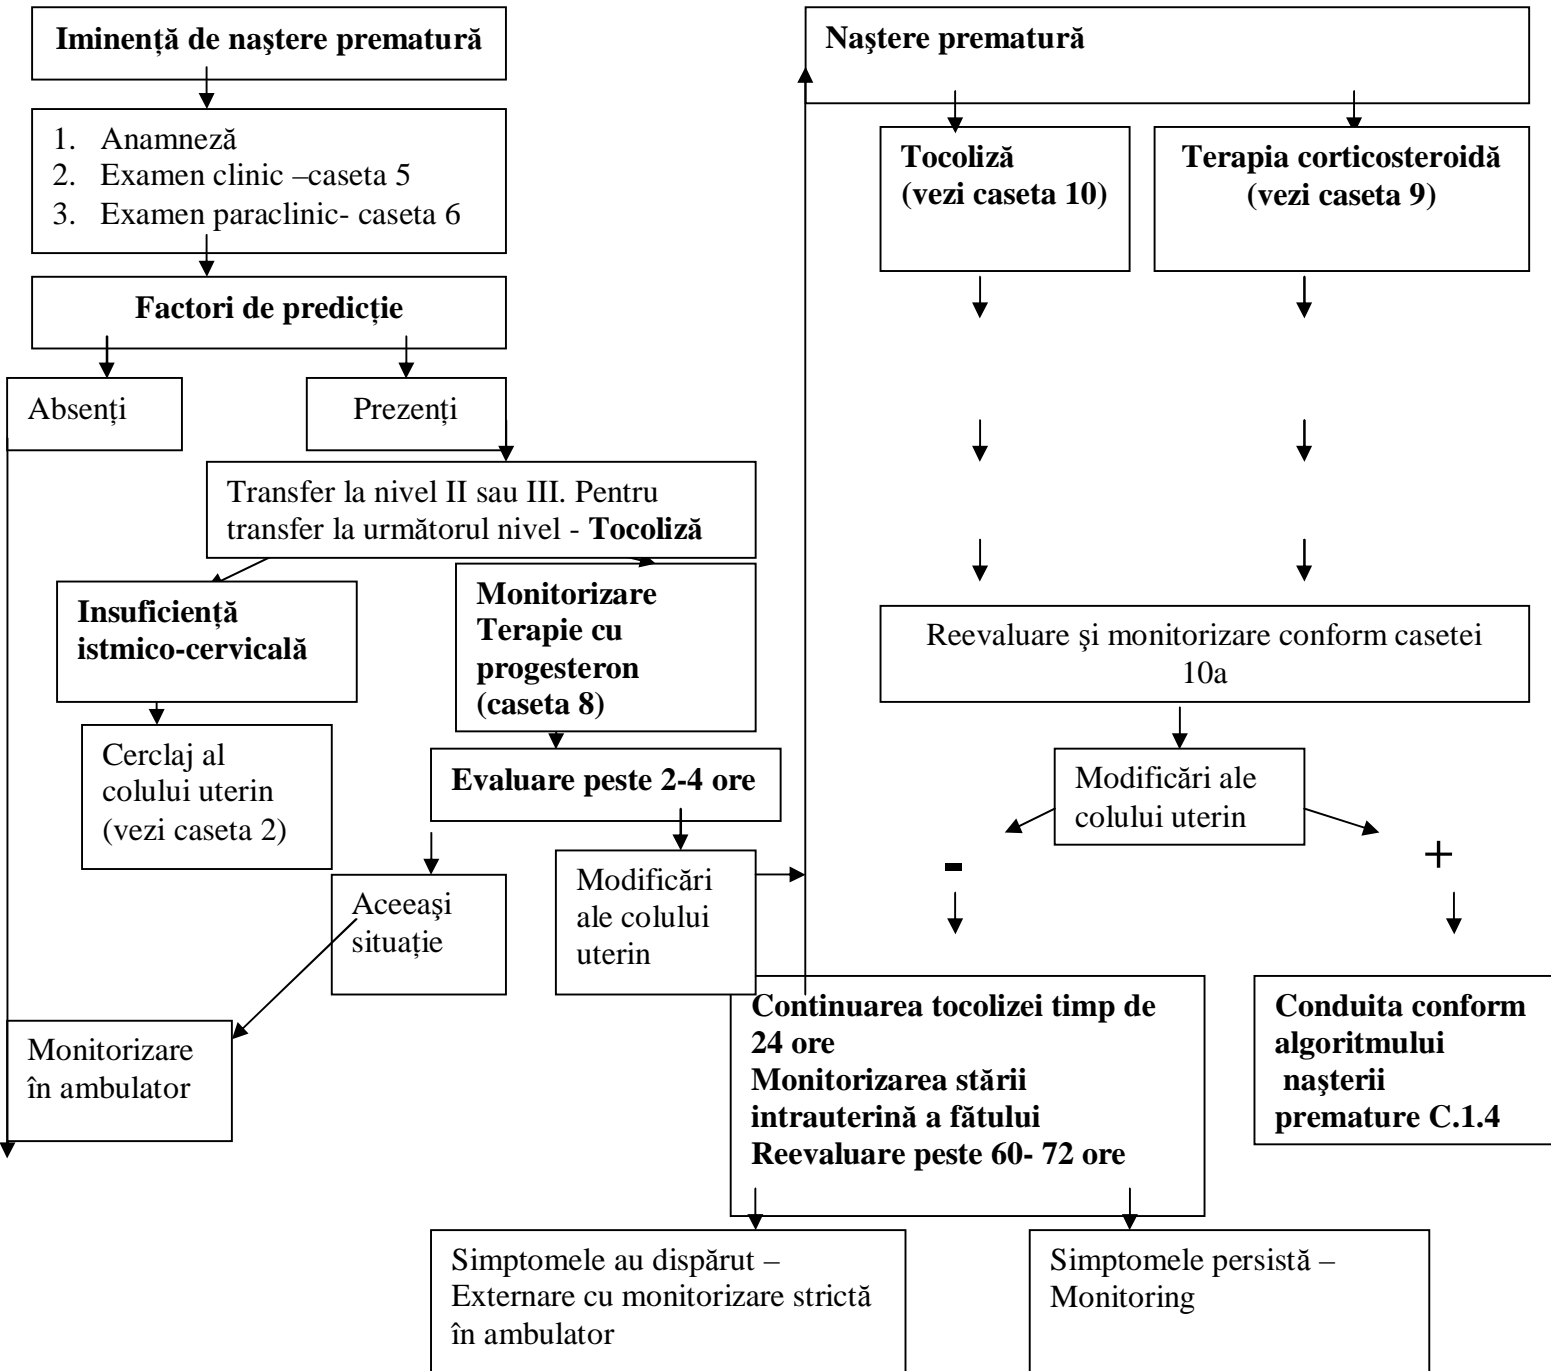 Iminență de naştere prematură
1. Anamneză
2. Examen clinic –caseta 5
3. Examen paraclinic- caseta 6
Factori de predicție
Absenți
Prezenți
Transfer la nivel II sau III. Pentru
transfer la următorul nivel - Tocoliză
Insuficiență
istmico-cervicală
Monitorizare
Terapie cu
progesteron
(caseta 8)
Cerclaj al
colului uterin
(vezi caseta 2)
Evaluare peste 2-4 ore
Aceeaşi
situație
Modificări
ale colului
uterin
Monitorizare
în ambulator
Naştere prematură
Tocoliză
(vezi caseta 10)
Terapia corticosteroidă
(vezi caseta 9)
Reevaluare şi monitorizare conform casetei
10a
Modificări ale
colului uterin
-
+
Continuarea tocolizei timp de
24 ore
Monitorizarea stării
intrauterină a fătului
Reevaluare peste 60- 72 ore
Conduita conform
algoritmului
naşterii
premature C.1.4
Simptomele au dispărut –
Externare cu monitorizare strictă
în ambulator
Simptomele persistă –
Monitoring